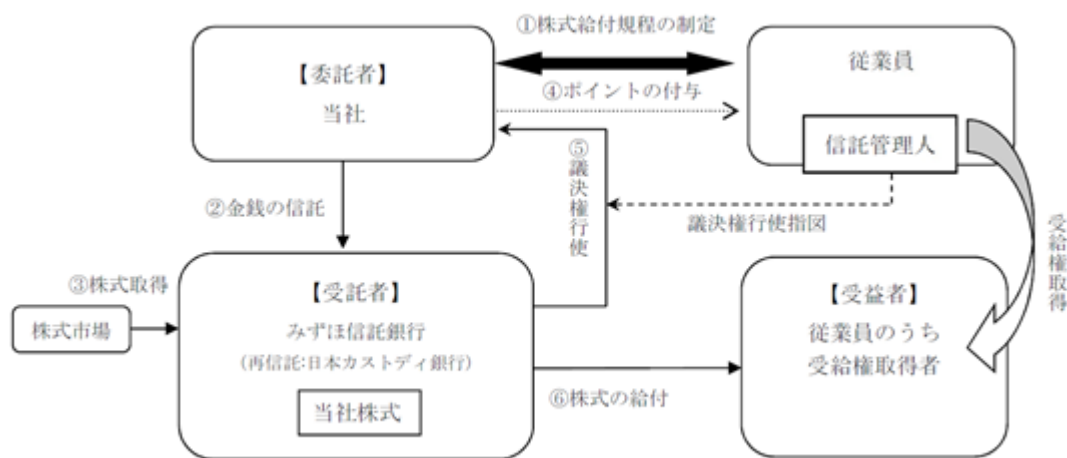 ①株式給付規程の制定
【委託者】
当社
従業員
④ポイントの付与
信託管理人
⑤議決権行使
②金銭の信託
議決権行使指図
受給権取得
③株式取得
株式市場
【受託者】
みずほ信託銀行
(再信託:日本カストディ銀行)
当社株式
【受益者】
従業員のうち
受給権取得者
⑥株式の給付